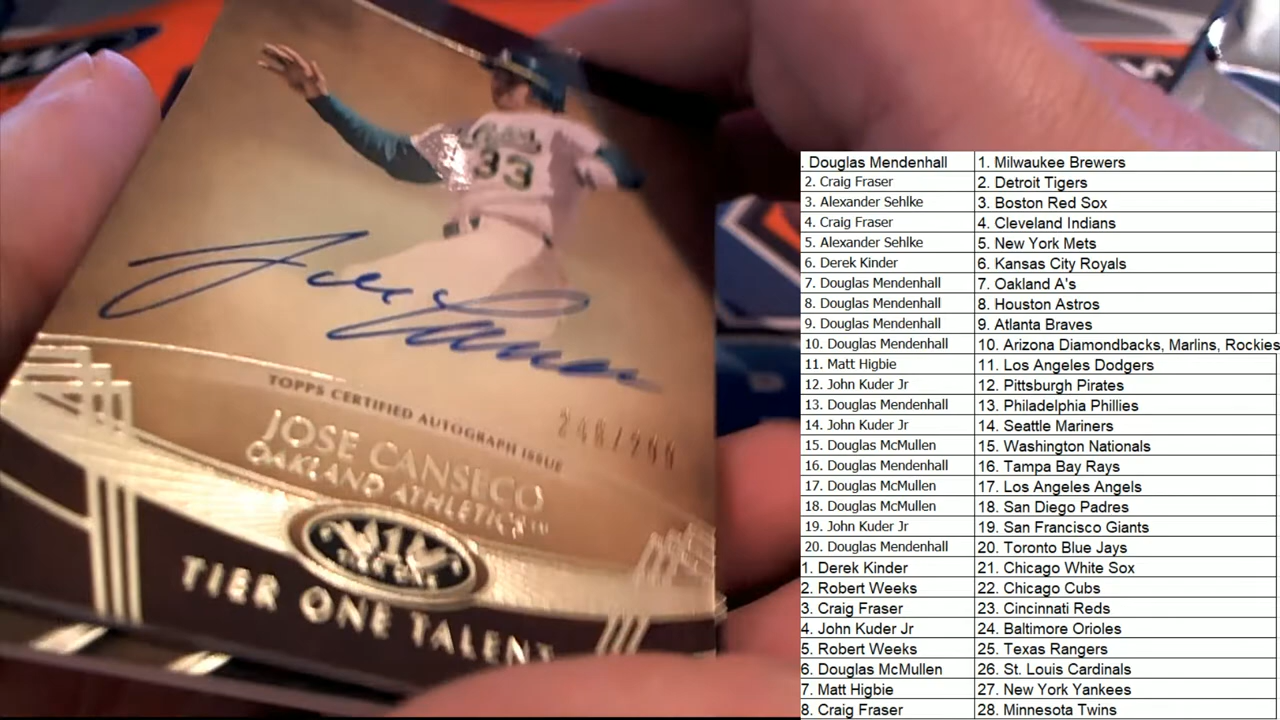 33
Jose Canseco
TOPPS CERTIFIED AUTOGRAPH ISSUE
JOSE CANSECO
OAKLAND ATHLETICS™
TIER ONE
TIER ONE TALENT
. Douglas Mendenhall 1. Milwaukee Brewers
2. Craig Fraser 2. Detroit Tigers
3. Alexander Sehlke 3. Boston Red Sox
4. Craig Fraser 4. Cleveland Indians
5. Alexander Sehlke 5. New York Mets
6. Derek Kinder 6. Kansas City Royals
7. Douglas Mendenhall 7. Oakland A's
8. Douglas Mendenhall 8. Houston Astros
9. Douglas Mendenhall 9. Atlanta Braves
10. Douglas Mendenhall 10. Arizona Diamondbacks, Marlins, Rockies
11. Matt Higbie 11. Los Angeles Dodgers
12. John Kuder Jr 12. Pittsburgh Pirates
13. Douglas Mendenhall 13. Philadelphia Phillies
14. John Kuder Jr 14. Seattle Mariners
15. Douglas McMullen 15. Washington Nationals
16. Douglas Mendenhall 16. Tampa Bay Rays
17. Douglas McMullen 17. Los Angeles Angels
18. Douglas McMullen 18. San Diego Padres
19. John Kuder Jr 19. San Francisco Giants
20. Douglas Mendenhall 20. Toronto Blue Jays
1. Derek Kinder 21. Chicago White Sox
2. Robert Weeks 22. Chicago Cubs
3. Craig Fraser 23. Cincinnati Reds
4. John Kuder Jr 24. Baltimore Orioles
5. Robert Weeks 25. Texas Rangers
6. Douglas McMullen 26. St. Louis Cardinals
7. Matt Higbie 27. New York Yankees
8. Craig Fraser 28. Minnesota Twins